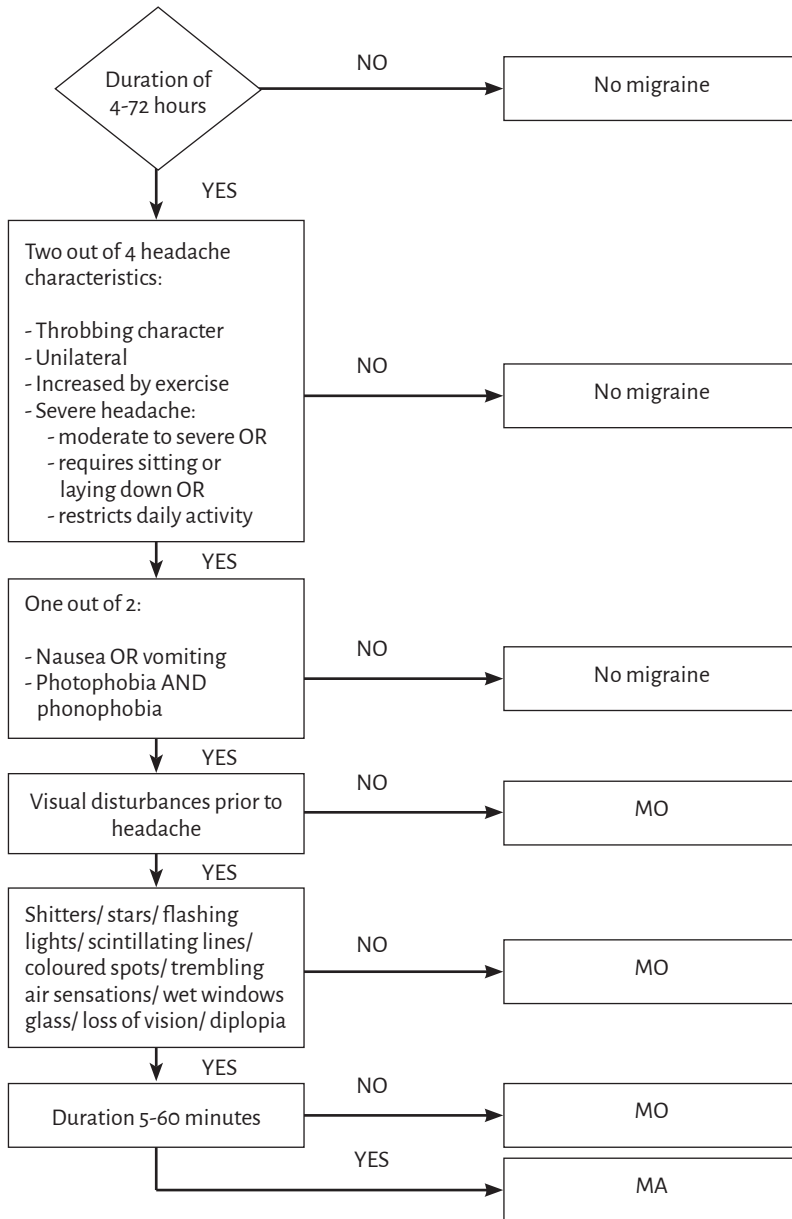 Duration of
4-72 hours
NO
No migraine
YES
Two out of 4 headache
characteristics:
- Throbbing character
- Unilateral
- Increased by exercise
- Severe headache:
- moderate to severe OR
- requires sitting or
laying down OR
- restricts daily activity
NO
No migraine
YES
One out of 2:
- Nausea OR vomiting
- Photophobia AND
phonophobia
NO
No migraine
YES
Visual disturbances prior to
headache
NO
MO
YES
Shitters/ stars/ flashing
lights/ scintillating lines/
coloured spots/ trembling
air sensations/ wet windows
glass/ loss of vision/ diplopia
NO
MO
YES
Duration 5-60 minutes
NO
MO
YES
MA